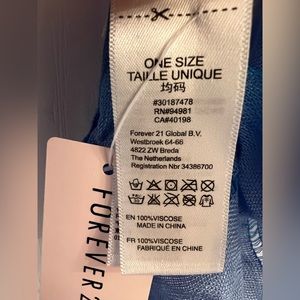 ONE SIZE
TAILLE UNIQUE
均码
#30187478
RN#94981
CA#40198
Forever 21 Global B.V.
Westbroek 64-66
4822 ZW Breda
The Netherlands
Registration Nbr 34386700
EN 100%VISCOSE
MADE IN CHINA
FR 100%VISCOSE
FABRIQUÉ EN CHINE
FOREVER 2